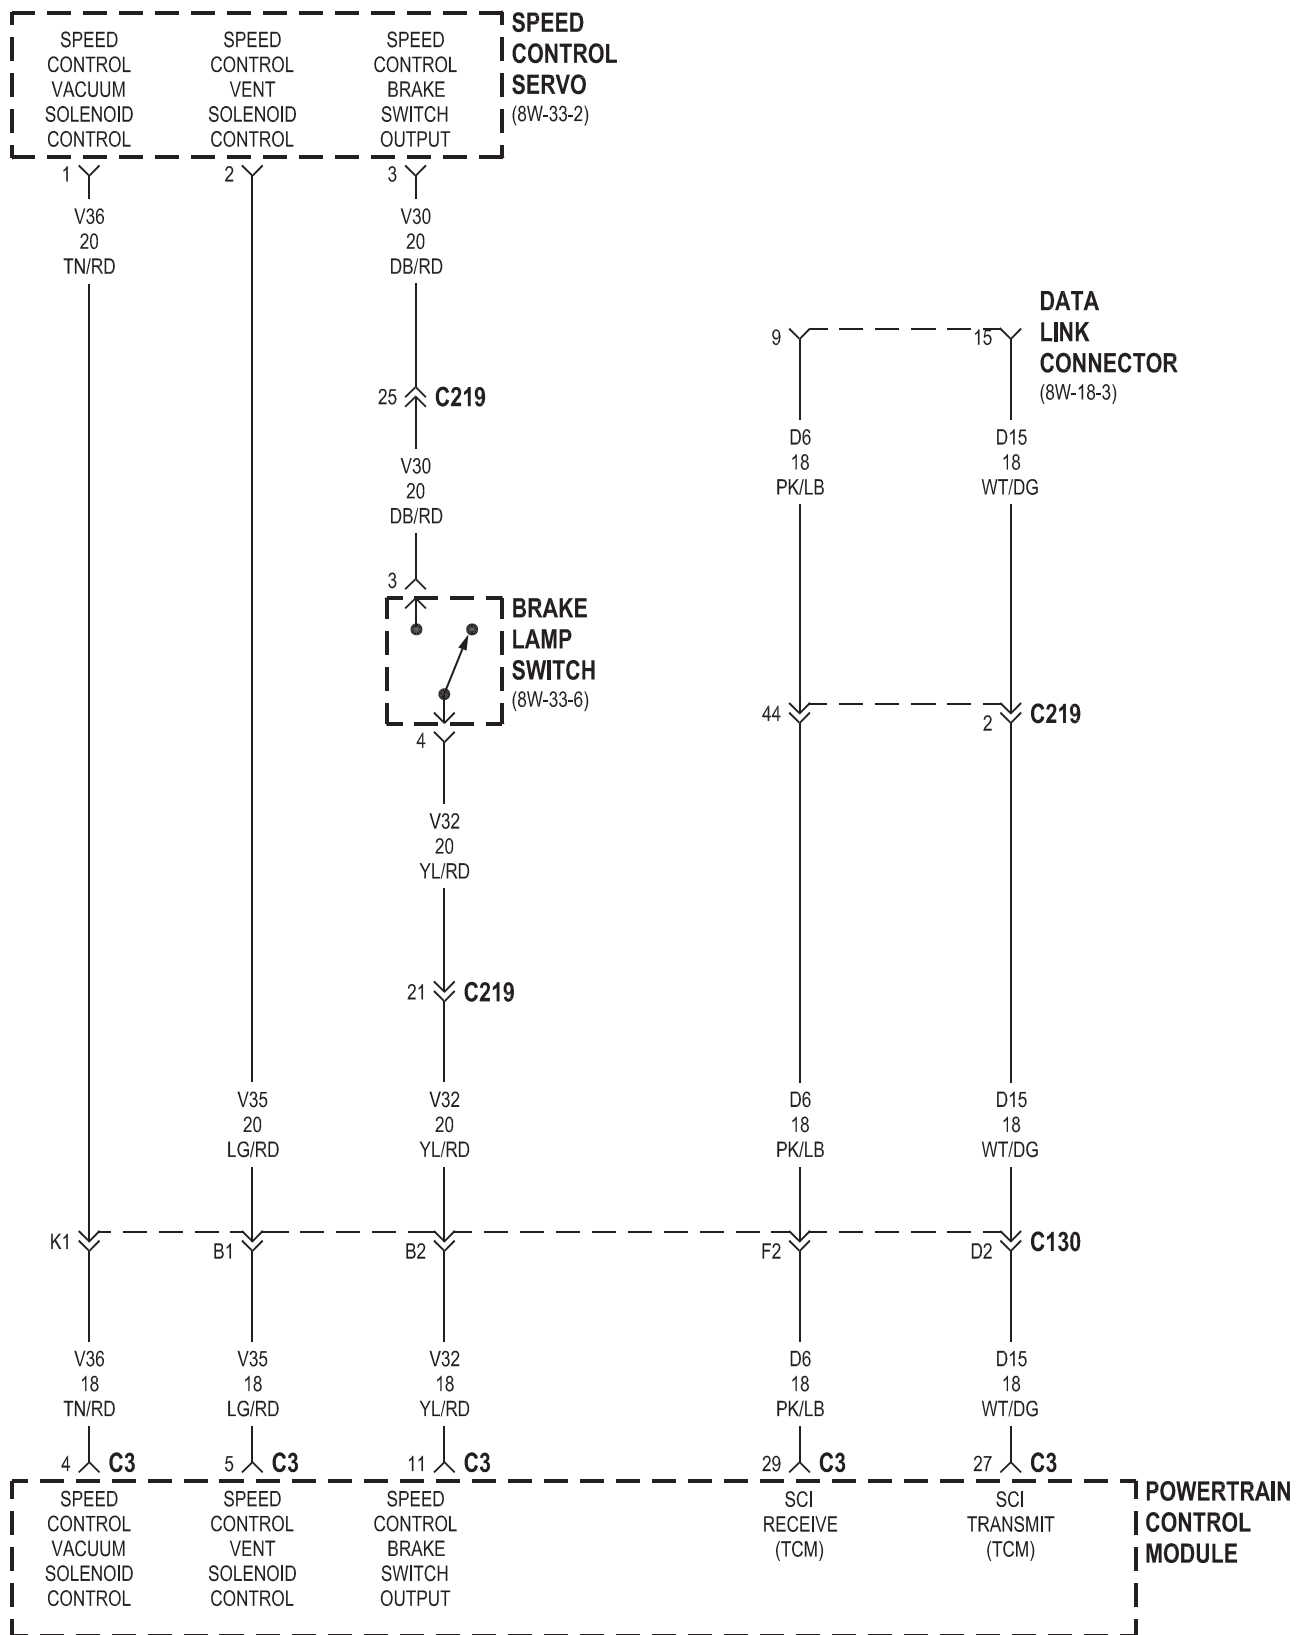 SPEED
CONTROL
VACUUM
SOLENOID
CONTROL
SPEED
CONTROL
VENT
SOLENOID
CONTROL
SPEED
CONTROL
BRAKE
SWITCH
OUTPUT
SPEED
CONTROL
SERVO
(8W-33-2)
1
2
3
V36
20
TN/RD
V30
20
DB/RD
25 C219
V30
20
DB/RD
3
BRAKE
LAMP
SWITCH
(8W-33-6)
4
V32
20
YL/RD
21 C219
DATA
LINK
CONNECTOR
(8W-18-3)
9
15
D6
18
PK/LB
D15
18
WT/DG
44
2 C219
V35
20
LG/RD
V32
20
YL/RD
D6
18
PK/LB
D15
18
WT/DG
K1
B1
B2
F2
D2 C130
V36
18
TN/RD
V35
18
LG/RD
V32
18
YL/RD
D6
18
PK/LB
D15
18
WT/DG
4 C3
5 C3
11 C3
29 C3
27 C3
SPEED
CONTROL
VACUUM
SOLENOID
CONTROL
SPEED
CONTROL
VENT
SOLENOID
CONTROL
SPEED
CONTROL
BRAKE
SWITCH
OUTPUT
SCI
RECEIVE
(TCM)
SCI
TRANSMIT
(TCM)
POWERTRAIN
CONTROL
MODULE